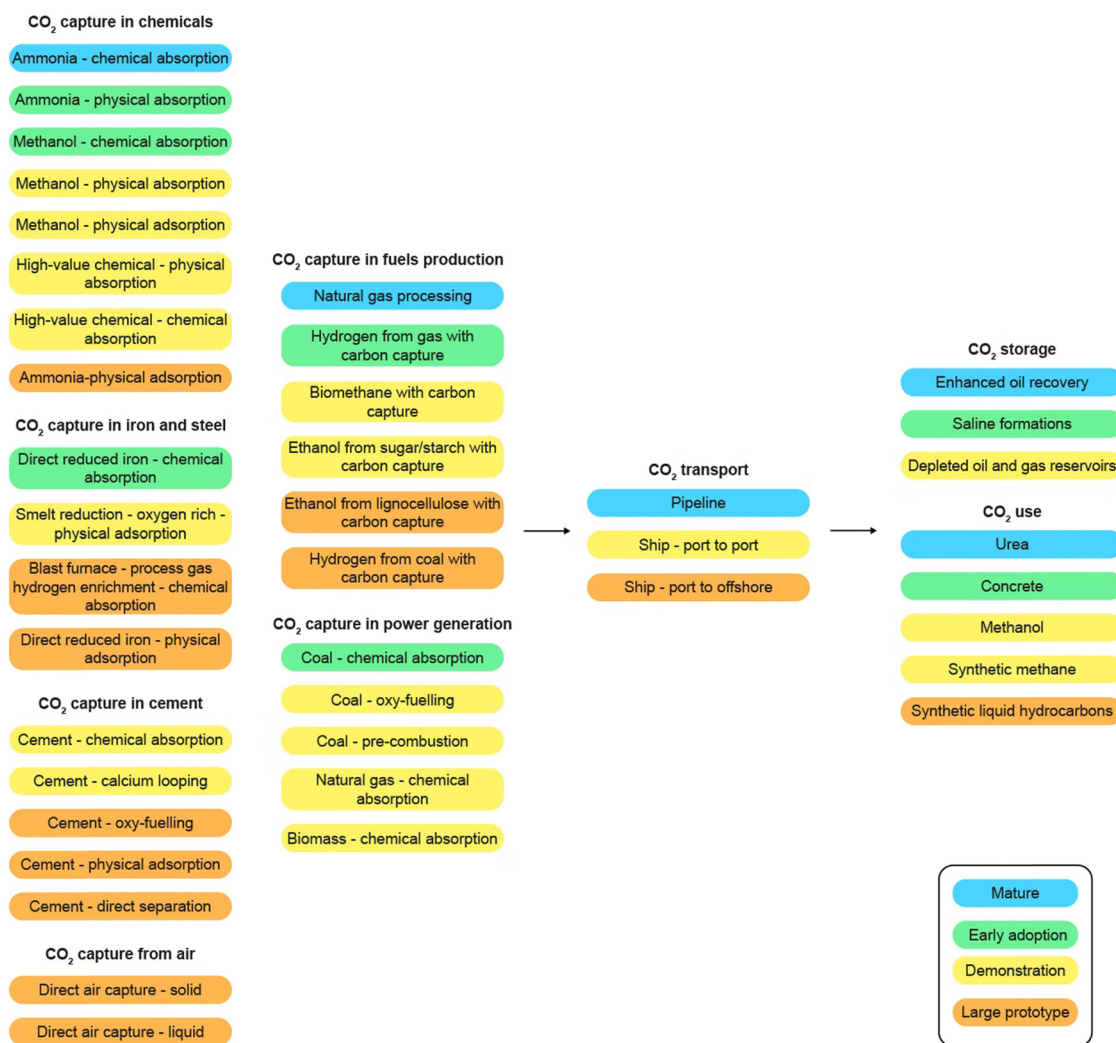 CO₂ capture in chemicals
Ammonia - chemical absorption
Ammonia - physical absorption
Methanol - chemical absorption
Methanol - physical absorption
Methanol - physical adsorption
High-value chemical - physical
absorption
High-value chemical - chemical
absorption
Ammonia-physical adsorption
CO₂ capture in iron and steel
Direct reduced iron - chemical
absorption
Smelt reduction - oxygen rich -
physical adsorption
Blast furnace - process gas
hydrogen enrichment - chemical
absorption
Direct reduced iron - physical
adsorption
CO₂ capture in cement
Cement - chemical absorption
Cement - calcium looping
Cement - oxy-fuelling
Cement - physical adsorption
Cement - direct separation
CO₂ capture from air
Direct air capture - solid
Direct air capture - liquid
CO₂ capture in fuels production
Natural gas processing
Hydrogen from gas with
carbon capture
Biomethane with carbon
capture
Ethanol from sugar/starch with
carbon capture
Ethanol from lignocellulose with
carbon capture
Hydrogen from coal with
carbon capture
CO₂ capture in power generation
Coal - chemical absorption
Coal - oxy-fuelling
Coal - pre-combustion
Natural gas - chemical
absorption
Biomass - chemical absorption
CO₂ transport
Pipeline
Ship - port to port
Ship - port to offshore
CO₂ storage
Enhanced oil recovery
Saline formations
Depleted oil and gas reservoirs
CO₂ use
Urea
Concrete
Methanol
Synthetic methane
Synthetic liquid hydrocarbons
Mature
Early adoption
Demonstration
Large prototype